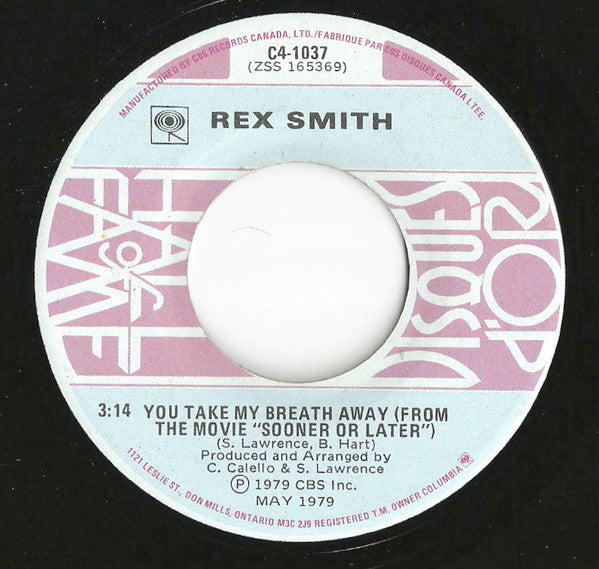 MANUFACTURED BY CBS RECORDS CANADA, LTD./FABRIQUE PAR CBS DISQUES CANADA LTEE.
C4-1037
(ZSS 165369)
REX SMITH
HALL
OF
FAME
POP
MUSIC
3:14 YOU TAKE MY BREATH AWAY (FROM
THE MOVIE "SOONER OR LATER")
(S. Lawrence, B. Hart)
Produced and Arranged by
C. Calello & S. Lawrence
Ⓟ 1979 CBS Inc.
MAY 1979
1121 LESLIE ST., DON MILLS, ONTARIO M3C 2J9 REGISTERED T.M. OWNER COLUMBIA